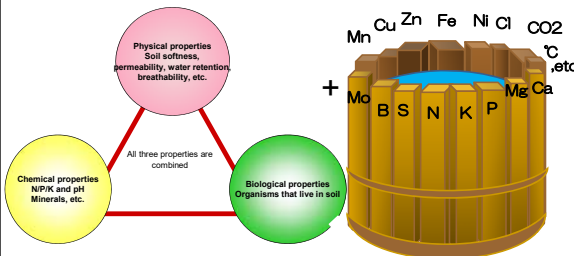 Physical properties
Soil softness,
permeability, water retention,
breathability, etc.
All three properties are
combined
Chemical properties
N/P/K and pH
Minerals, etc.
Biological properties
Organisms that live in soil
+
Mn Cu Zn Fe Ni Cl CO2
℃
,etc
Mo B S N K P Mg Ca